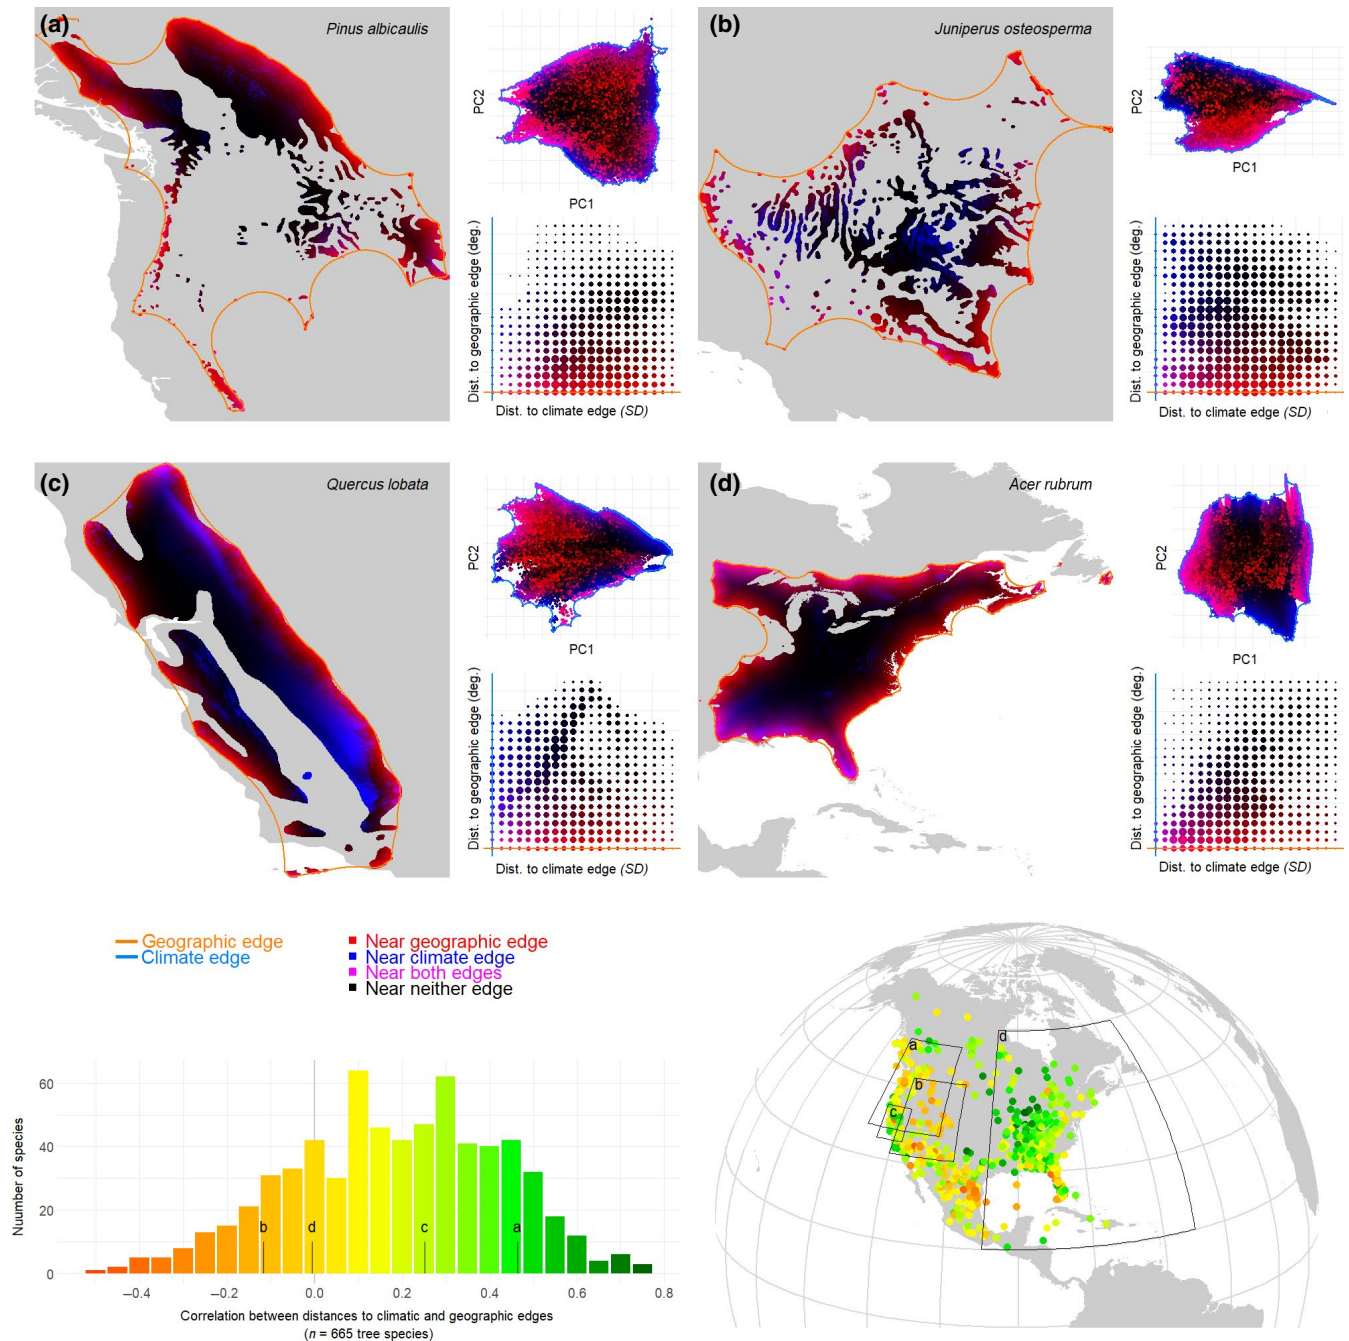 (a)
Pinus albicaulis
PC2
PC1
Dist. to geographic edge (deg.)
Dist. to climate edge (SD)
(b)
Juniperus osteosperma
PC2
PC1
Dist. to geographic edge (deg.)
Dist. to climate edge (SD)
(c)
Quercus lobata
PC2
PC1
Dist. to geographic edge (deg.)
Dist. to climate edge (SD)
(d)
Acer rubrum
PC2
PC1
Dist. to geographic edge (deg.)
Dist. to climate edge (SD)
Geographic edge
Climate edge
Near geographic edge
Near climate edge
Near both edges
Near neither edge
Nuumber of species
60
40
20
0
b
d
c
a
−0.4
−0.2
0.0
0.2
0.4
0.6
0.8
Correlation between distances to climatic and geographic edges
(n = 665 tree species)
a
b
c
d